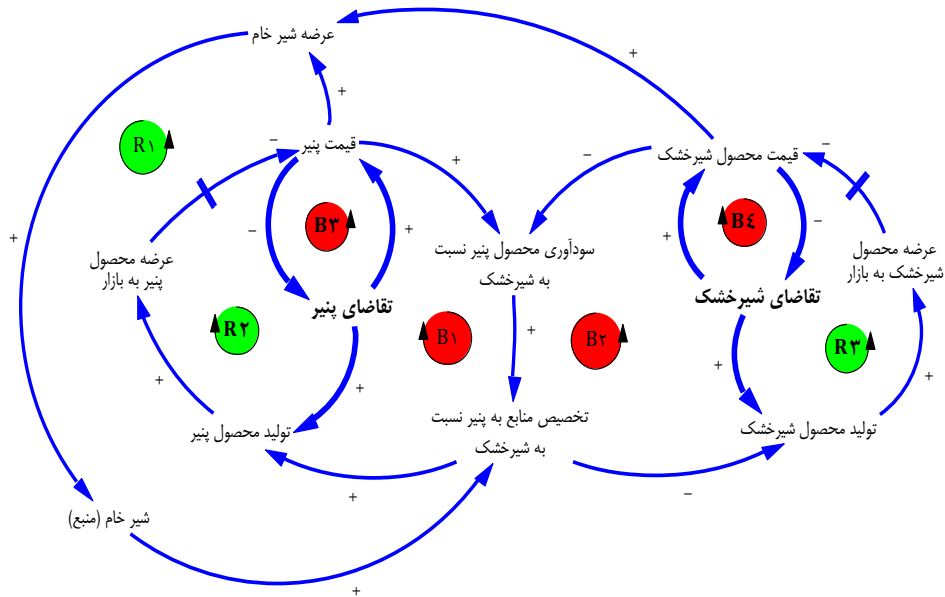 عرضه شیر خام
+
+
R۱
–
قیمت پنیر
+
–
قیمت محصول شیرخشک
–
B۳
B٤
–
+
+
–
+
عرضه محصول
پنیر به بازار
سودآوری محصول پنیر نسبت
به شیرخشک
عرضه محصول
شیرخشک به بازار
تقاضای پنیر
تقاضای شیرخشک
R۲
B۱
+
B۲
R۳
+
+
+
+
تولید محصول پنیر
تخصیص منابع به پنیر نسبت
به شیرخشک
تولید محصول شیرخشک
+
–
شیر خام (منبع)
+